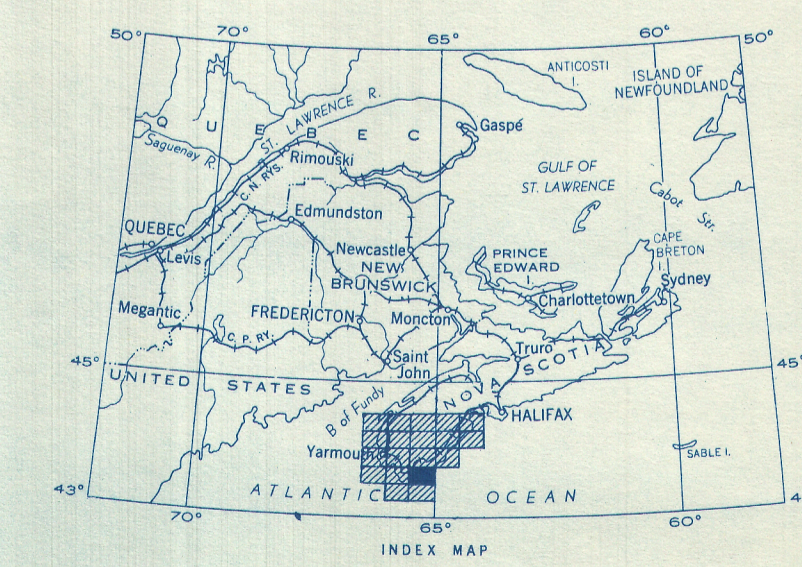 50° 70° 65° 60° 50°
ANTICOSTI
I.
ISLAND OF
NEWFOUNDLAND
Q U E B E C
ST. LAWRENCE R.
Gaspé
Saguenay R.
Rimouski
C.N. RYS.
GULF OF
ST. LAWRENCE
Cabot Str.
Edmundston
QUEBEC
Levis
Newcastle
NEW
BRUNSWICK
PRINCE
EDWARD
I.
CAPE
BRETON
I.
Sydney
Charlottetown
Megantic
FREDERICTON
Moncton
C. P. RY.
Saint
John
Truro
NOVA SCOTIA
45° 45°
UNITED STATES
B of Fundy
HALIFAX
Yarmouth
SABLE I.
43° ATLANTIC OCEAN 4
70° 65° 60°
INDEX MAP